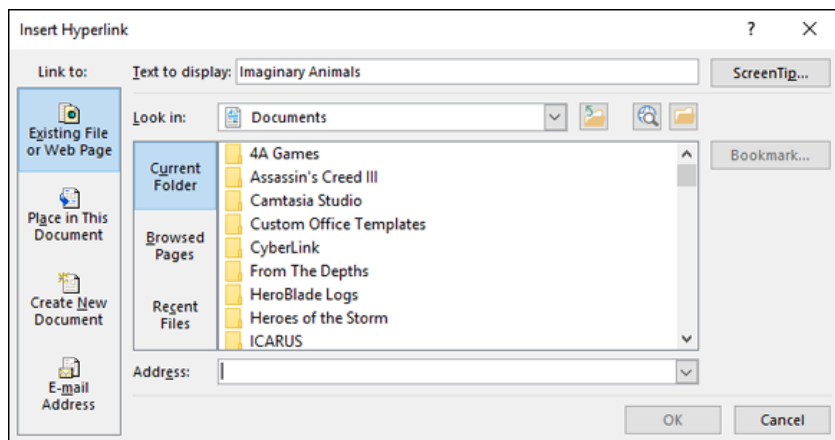 Insert Hyperlink
?
Link to:
Text to display: Imaginary Animals
ScreenTip...
Existing File
or Web Page
Look in: Documents
Bookmark...
Current
Folder
Browsed
Pages
Recent
Files
4A Games
Assassin's Creed III
Camtasia Studio
Custom Office Templates
CyberLink
From The Depths
HeroBlade Logs
Heroes of the Storm
ICARUS
Place in This
Document
Create New
Document
E-mail
Address
Address:
OK
Cancel